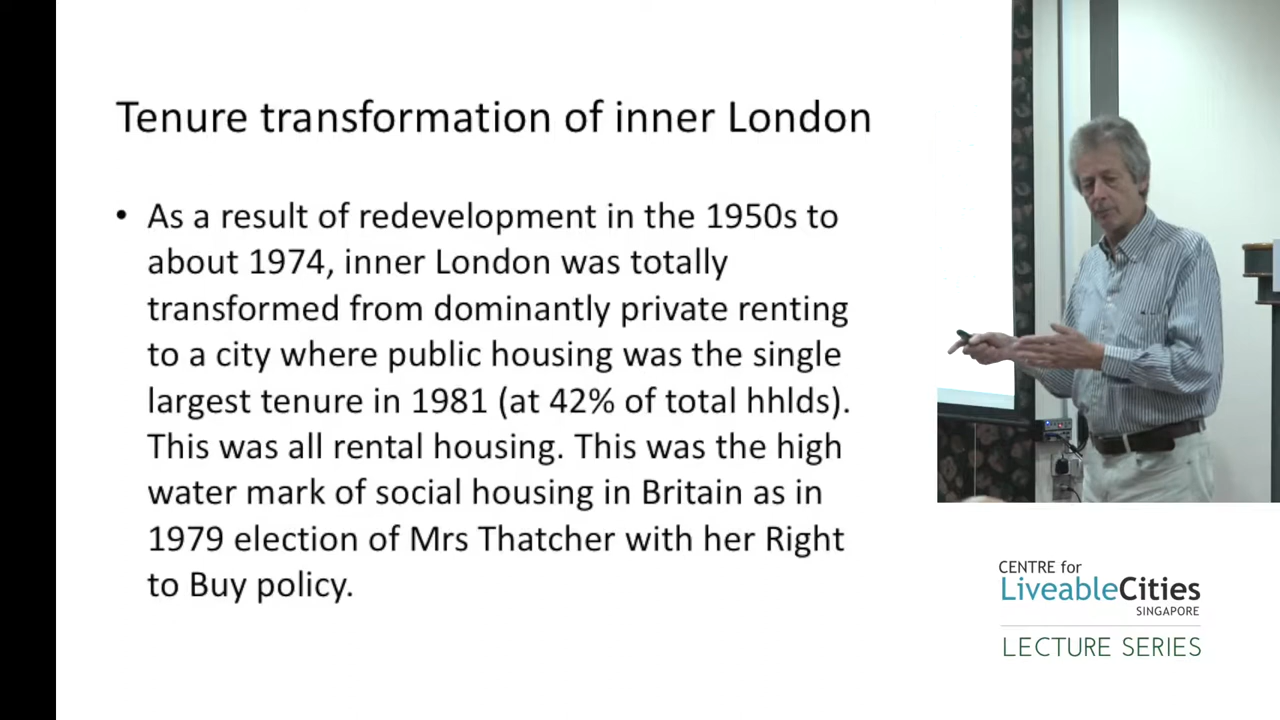 Tenure transformation of inner London
• As a result of redevelopment in the 1950s to
about 1974, inner London was totally
transformed from dominantly private renting
to a city where public housing was the single
largest tenure in 1981 (at 42% of total hhlds).
This was all rental housing. This was the high
water mark of social housing in Britain as in
1979 election of Mrs Thatcher with her Right
to Buy policy.
CENTRE for
LiveableCities
SINGAPORE
LECTURE SERIES